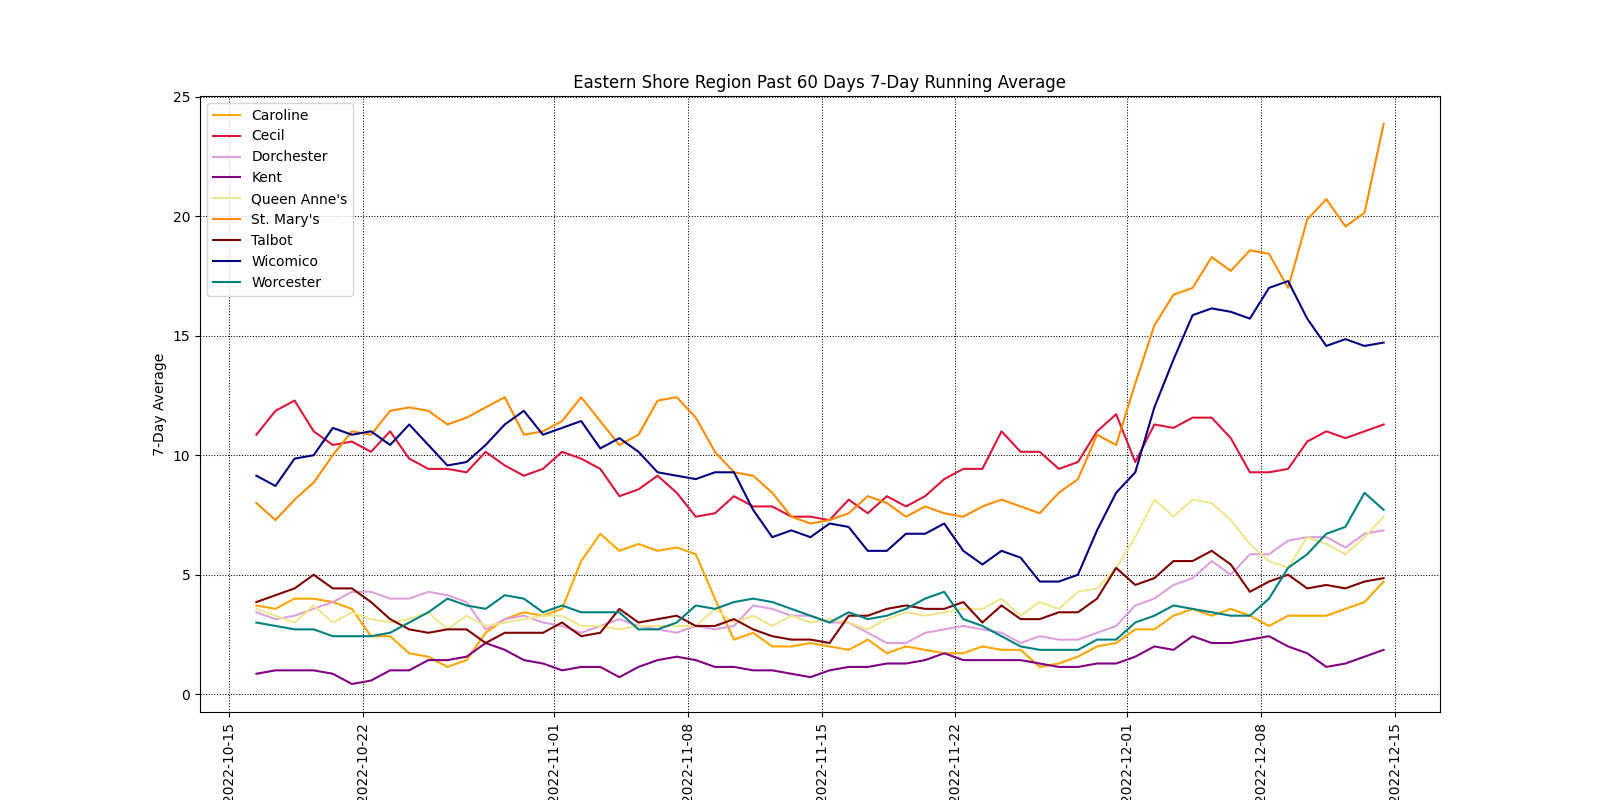 Eastern Shore Region Past 60 Days 7-Day Running Average
25
20
15
10
5
0
7-Day Average
Caroline
Cecil
Dorchester
Kent
Queen Anne's
St. Mary's
Talbot
Wicomico
Worcester
2022-10-15
2022-10-22
2022-11-01
2022-11-08
2022-11-15
2022-11-22
2022-12-01
2022-12-08
2022-12-15